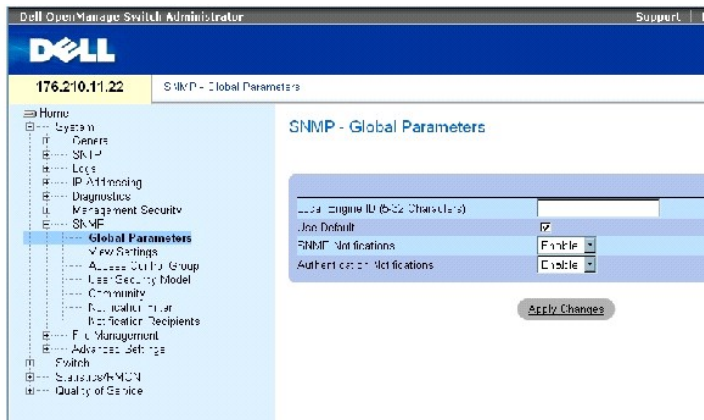 Dell OpenManage Switch Administrator
Support
DELL
176.210.11.22
SNMP - Global Parameters
Home
System
General
SNTP
Logs
IP Addressing
Diagnostics
Management Security
SNMP
Global Parameters
View Settings
Access Control Group
User Security Model
Community
Notification Filter
Notification Recipients
File Management
Advanced Settings
Switch
Statistics/RMON
Quality of Service
SNMP - Global Parameters
Local Engine ID (5-32 Characters)
Use Default
SNMP Notifications
Enable
Authentication Notifications
Enable
Apply Changes